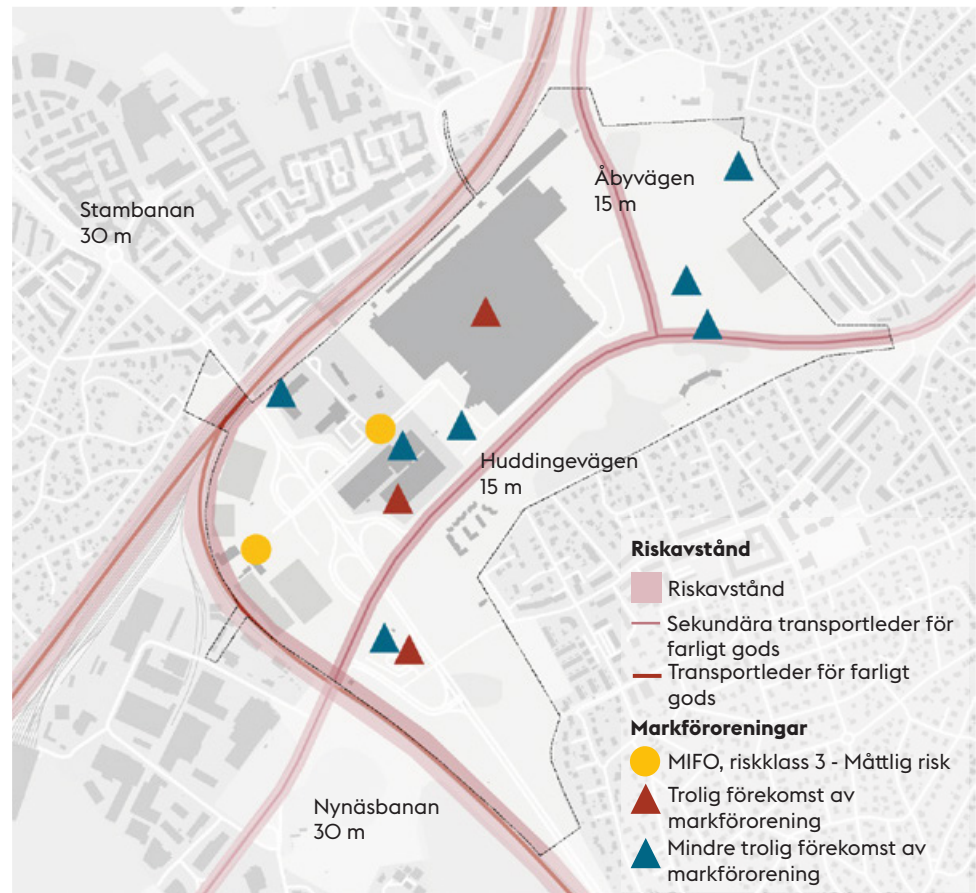 Åbyvägen
15 m
Stambanan
30 m
Huddingevägen
15 m
Nynäsbanan
30 m
Riskavstånd
Riskavstånd
Sekundära transportleder för
farligt gods
Transportleder för farligt
gods
Markföroreningar
MIFO, riskklass 3 - Måttlig risk
Trolig förekomst av
markförorening
Mindre trolig förekomst av
markförorening